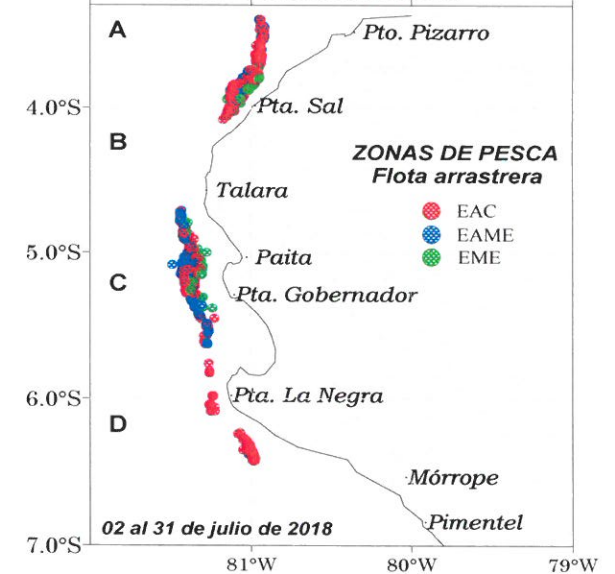 A
Pto. Pizarro
4.0°S
Pta. Sal
B
ZONAS DE PESCA
Flota arrastrera
Talara
EAC
EAME
EME
5.0°S
Paita
C
Pta. Gobernador
6.0°S
Pta. La Negra
D
Mórrope
02 al 31 de julio de 2018
Pimentel
7.0°S
81°W
80°W
79°W